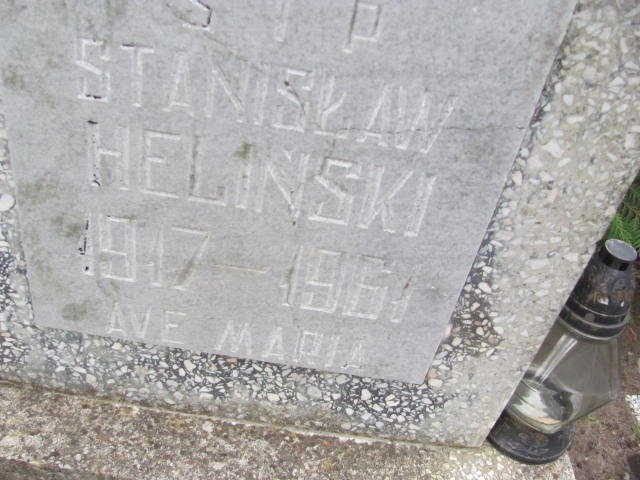 S T P
STANISŁAW
HELIŃSKI
1917-1961
AVE MARIA